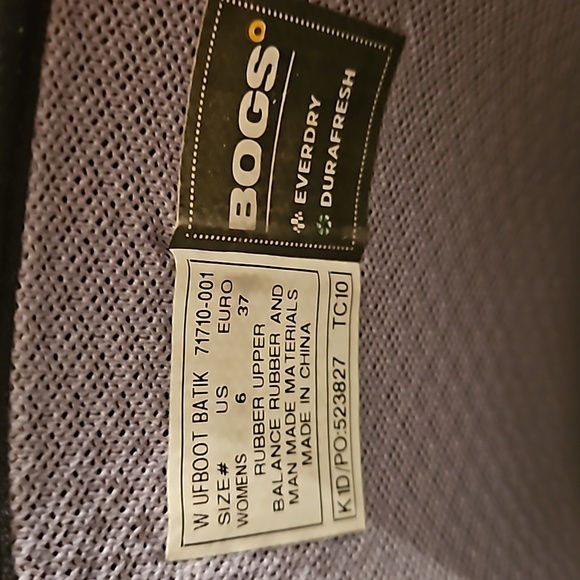 BOGS
EVERDRY
DURAFRESH
W UFBOOT BATIK 71710-001
SIZE# US EURO
WOMENS 6 37
RUBBER UPPER
BALANCE RUBBER AND
MAN MADE MATERIALS
MADE IN CHINA
K1D/PO:523827 TC10